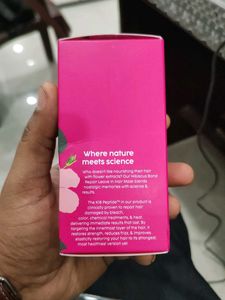 Where nature
meets science
Who doesn't like nourishing their hair
with flower extracts? Our Hibiscus Bond
Repair Leave In Hair Mask blends
nostalgic memories with science &
results.
The K18 Peptide™ in our product is
clinically proven to repair hair
damaged by bleach,
color, chemical treatments, & heat,
delivering immediate results that last. By
targeting the innermost layer of the hair, it
restores strength, reduces frizz, & improves
elasticity restoring your hair to its strongest,
most healthiest version yet!